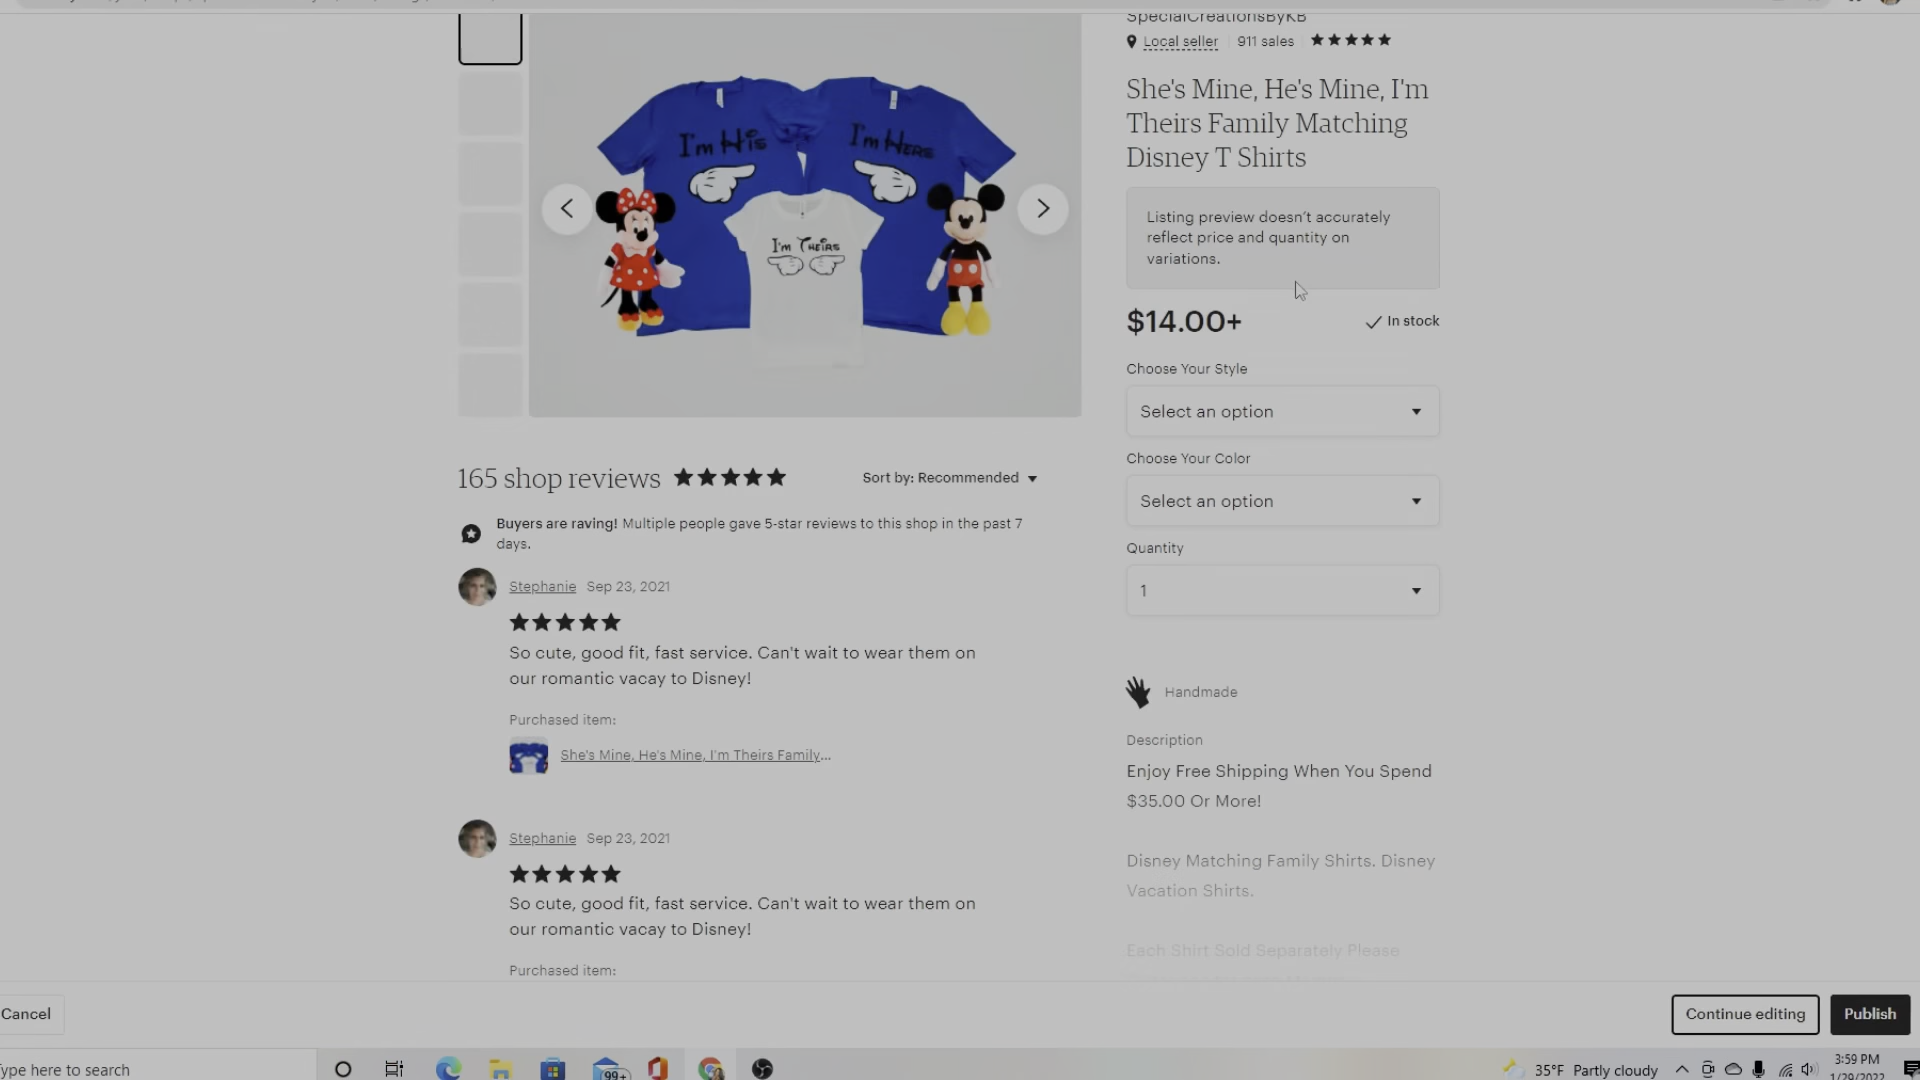 SpecialCreationsByKB
Local seller 911 sales
She's Mine, He's Mine, I'm
Theirs Family Matching
Disney T Shirts
Listing preview doesn't accurately
reflect price and quantity on
variations.
$14.00+
In stock
Choose Your Style
Select an option
Choose Your Color
Select an option
Quantity
1
Handmade
Description
Enjoy Free Shipping When You Spend
$35.00 Or More!
Disney Matching Family Shirts. Disney
Vacation Shirts.
Each Shirt Sold Separately Please
I'm His
I'm Hers
I'm Theirs
165 shop reviews
Sort by: Recommended
Buyers are raving! Multiple people gave 5-star reviews to this shop in the past 7
days.
Stephanie Sep 23, 2021
So cute, good fit, fast service. Can't wait to wear them on
our romantic vacay to Disney!
Purchased item:
She's Mine, He's Mine, I'm Theirs Family...
Stephanie Sep 23, 2021
So cute, good fit, fast service. Can't wait to wear them on
our romantic vacay to Disney!
Purchased item:
Cancel
Continue editing
Publish
Type here to search
99+
35°F Partly cloudy
3:59 PM
1/29/2022